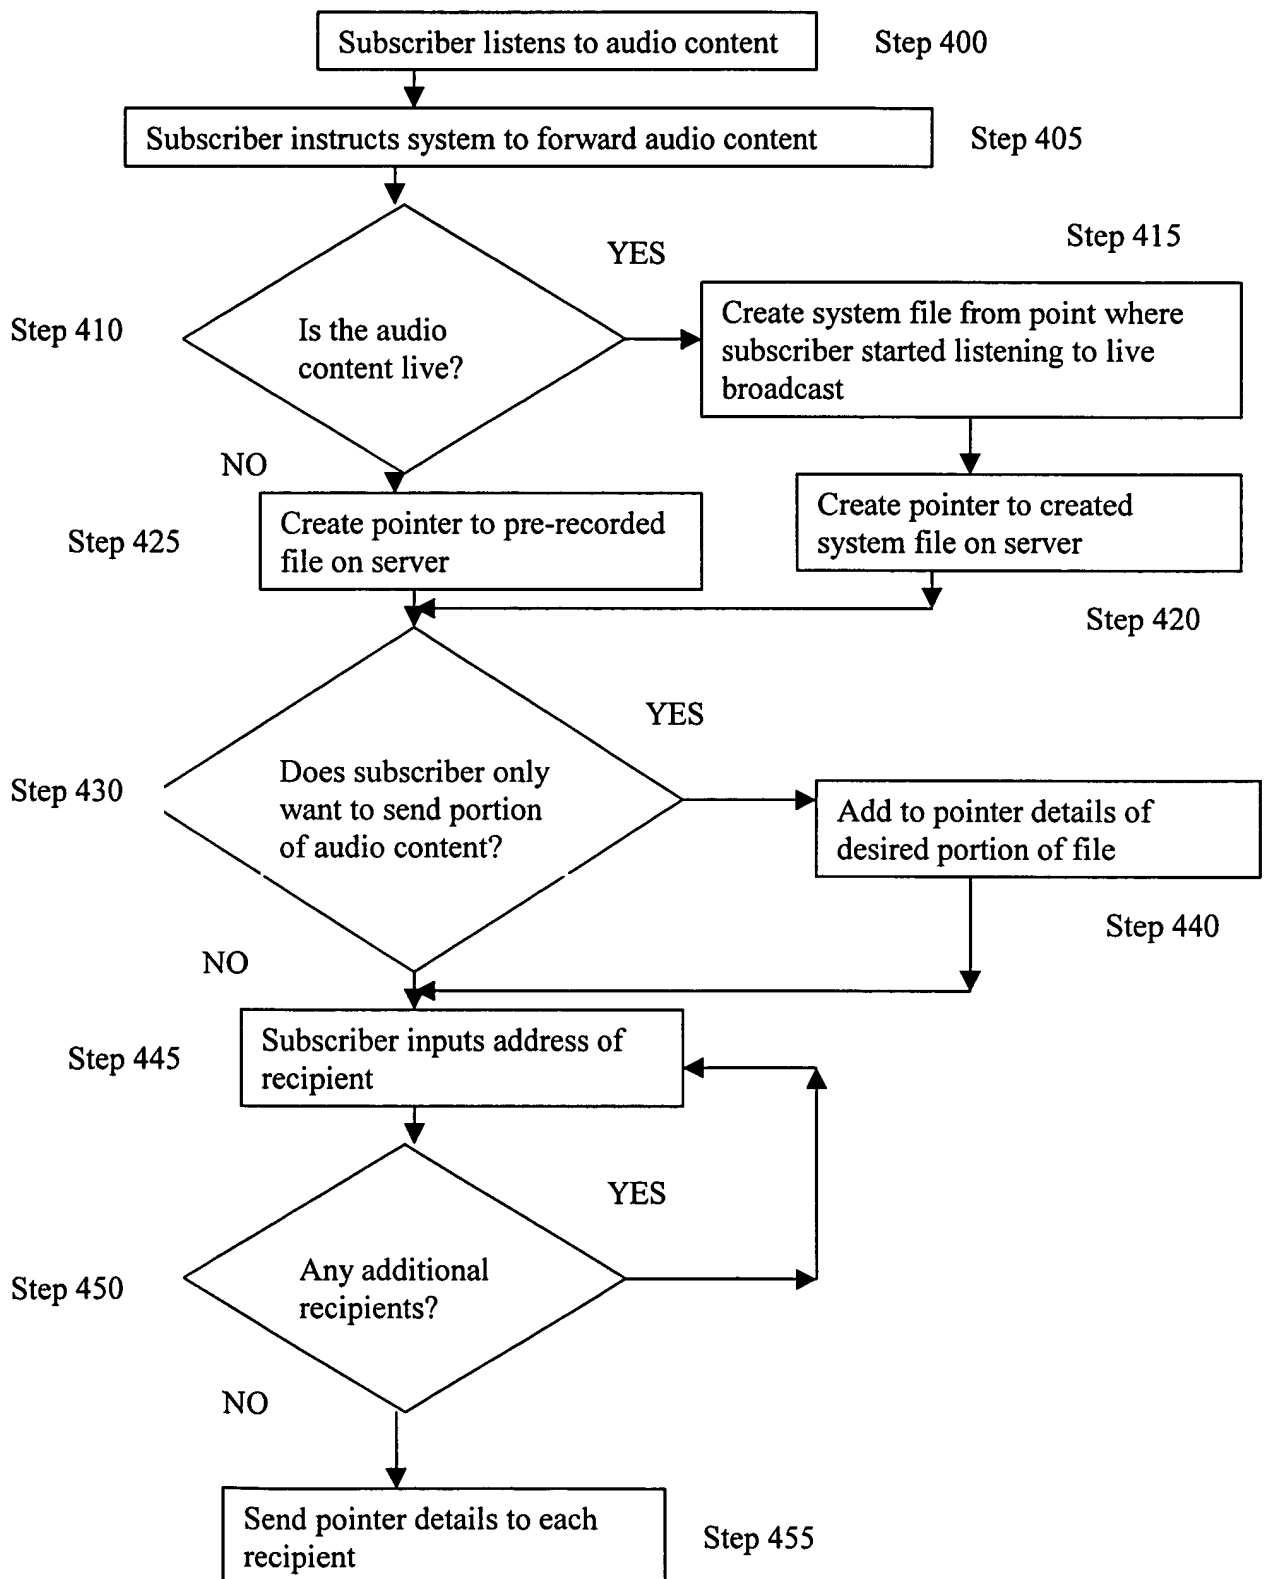 Subscriber listens to audio content
Step 400
Subscriber instructs system to forward audio content
Step 405
YES
Step 415
Step 410
Is the audio
content live?
Create system file from point where
subscriber started listening to live
broadcast
NO
Step 425
Create pointer to pre-recorded
file on server
Create pointer to created
system file on server
Step 420
YES
Step 430
Does subscriber only
want to send portion
of audio content?
Add to pointer details of
desired portion of file
Step 440
NO
Step 445
Subscriber inputs address of
recipient
YES
Step 450
Any additional
recipients?
NO
Send pointer details to each
recipient
Step 455